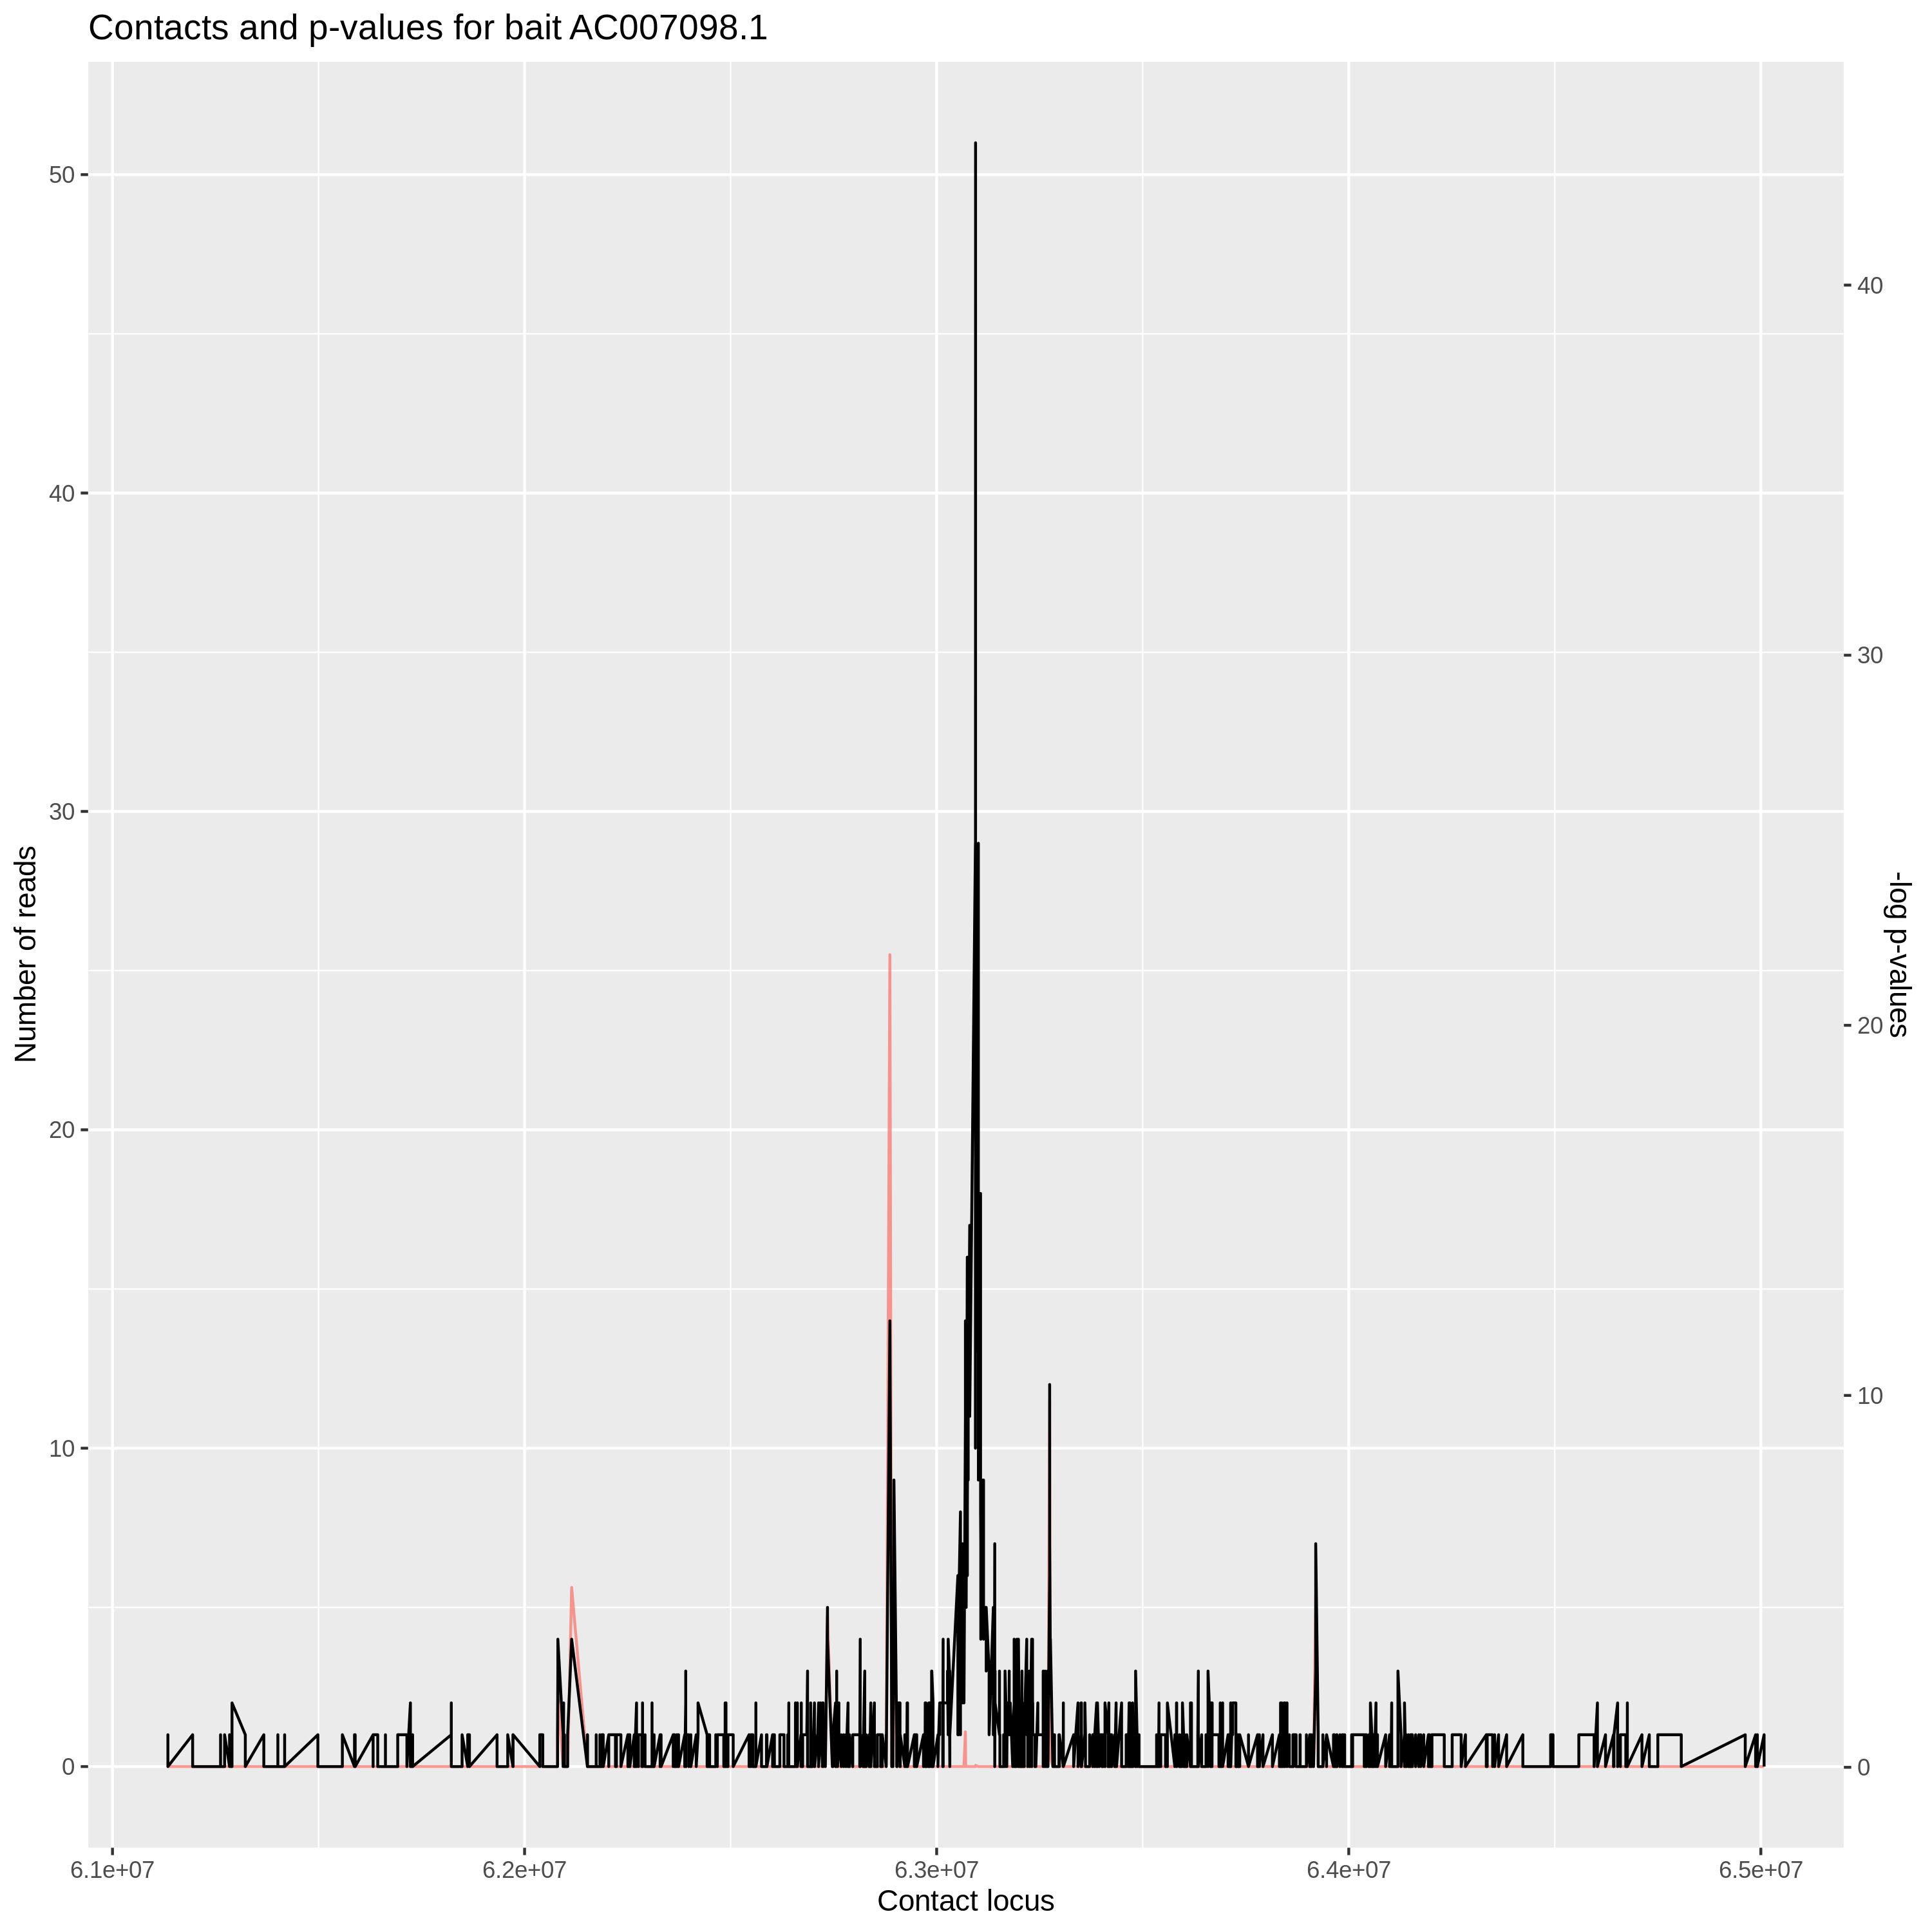 Contacts and p-values for bait AC007098.1
50
40
30
20
10
0
Number of reads
40
30
20
10
0
-log p-values
6.1e+07
6.2e+07
6.3e+07
6.4e+07
6.5e+07
Contact locus